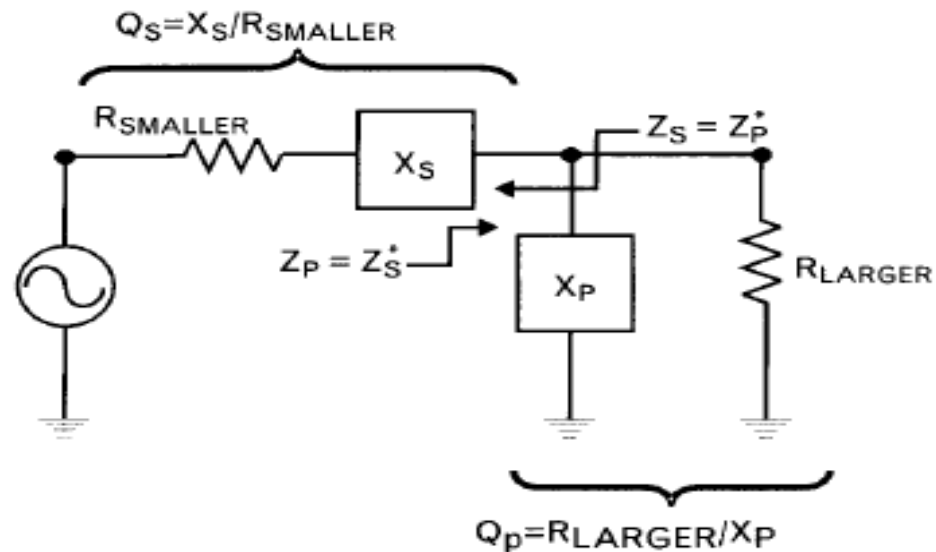 QS=XS/RSMALLER
RSMALLER
XS
ZS = ZP*
ZP = ZS*
XP
RLARGER
Qp=RLARGER/XP